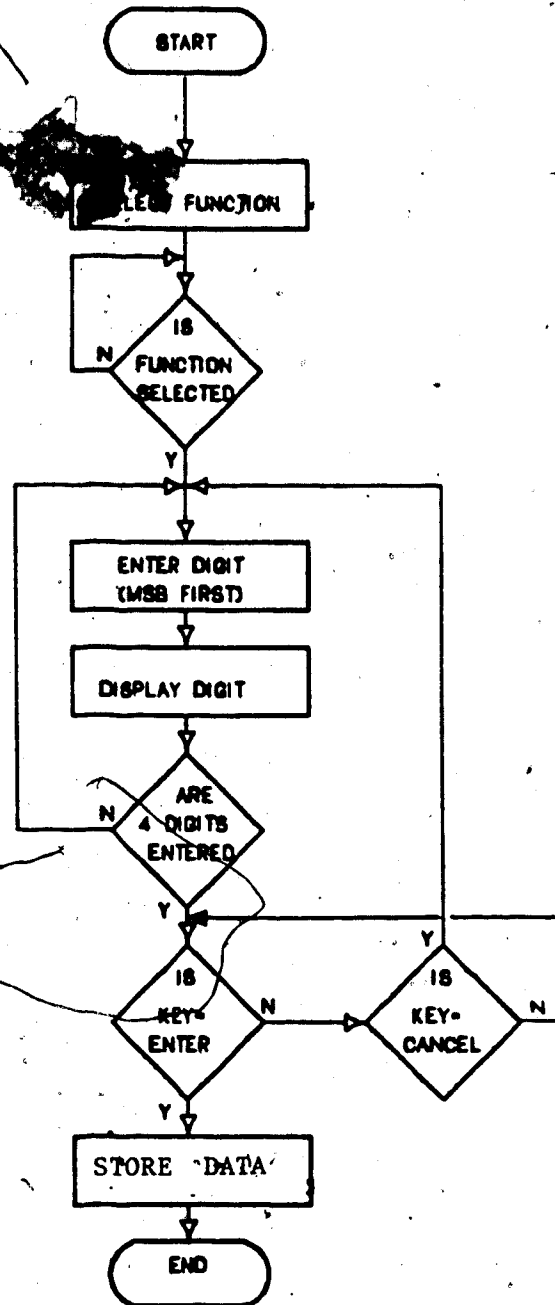 START
FUNCTION
IS
FUNCTION
SELECTED
N
Y
ENTER DIGIT
(MSB FIRST)
DISPLAY DIGIT
ARE
4 DIGITS
ENTERED
N
Y
IS
KEY=
ENTER
N
Y
IS
KEY=
CANCEL
Y
N
STORE DATA
END